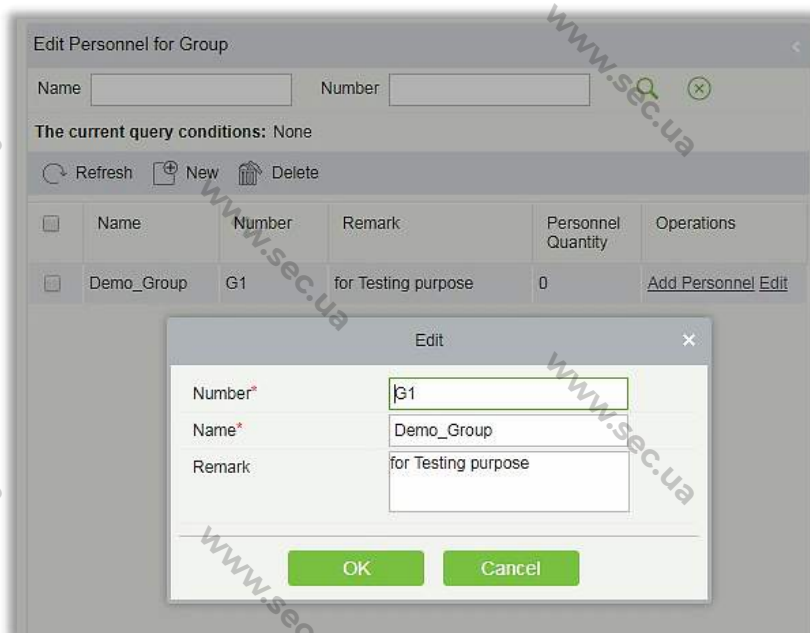 Edit Personnel for Group
Name Number
The current query conditions: None
Refresh New Delete
Name Number Remark Personnel Quantity Operations
Demo_Group G1 for Testing purpose 0 Add Personnel Edit
Edit
Number* G1
Name* Demo_Group
Remark for Testing purpose
OK Cancel
www.sec.ua
www.sec.ua
www.sec.ua
www.sec.ua